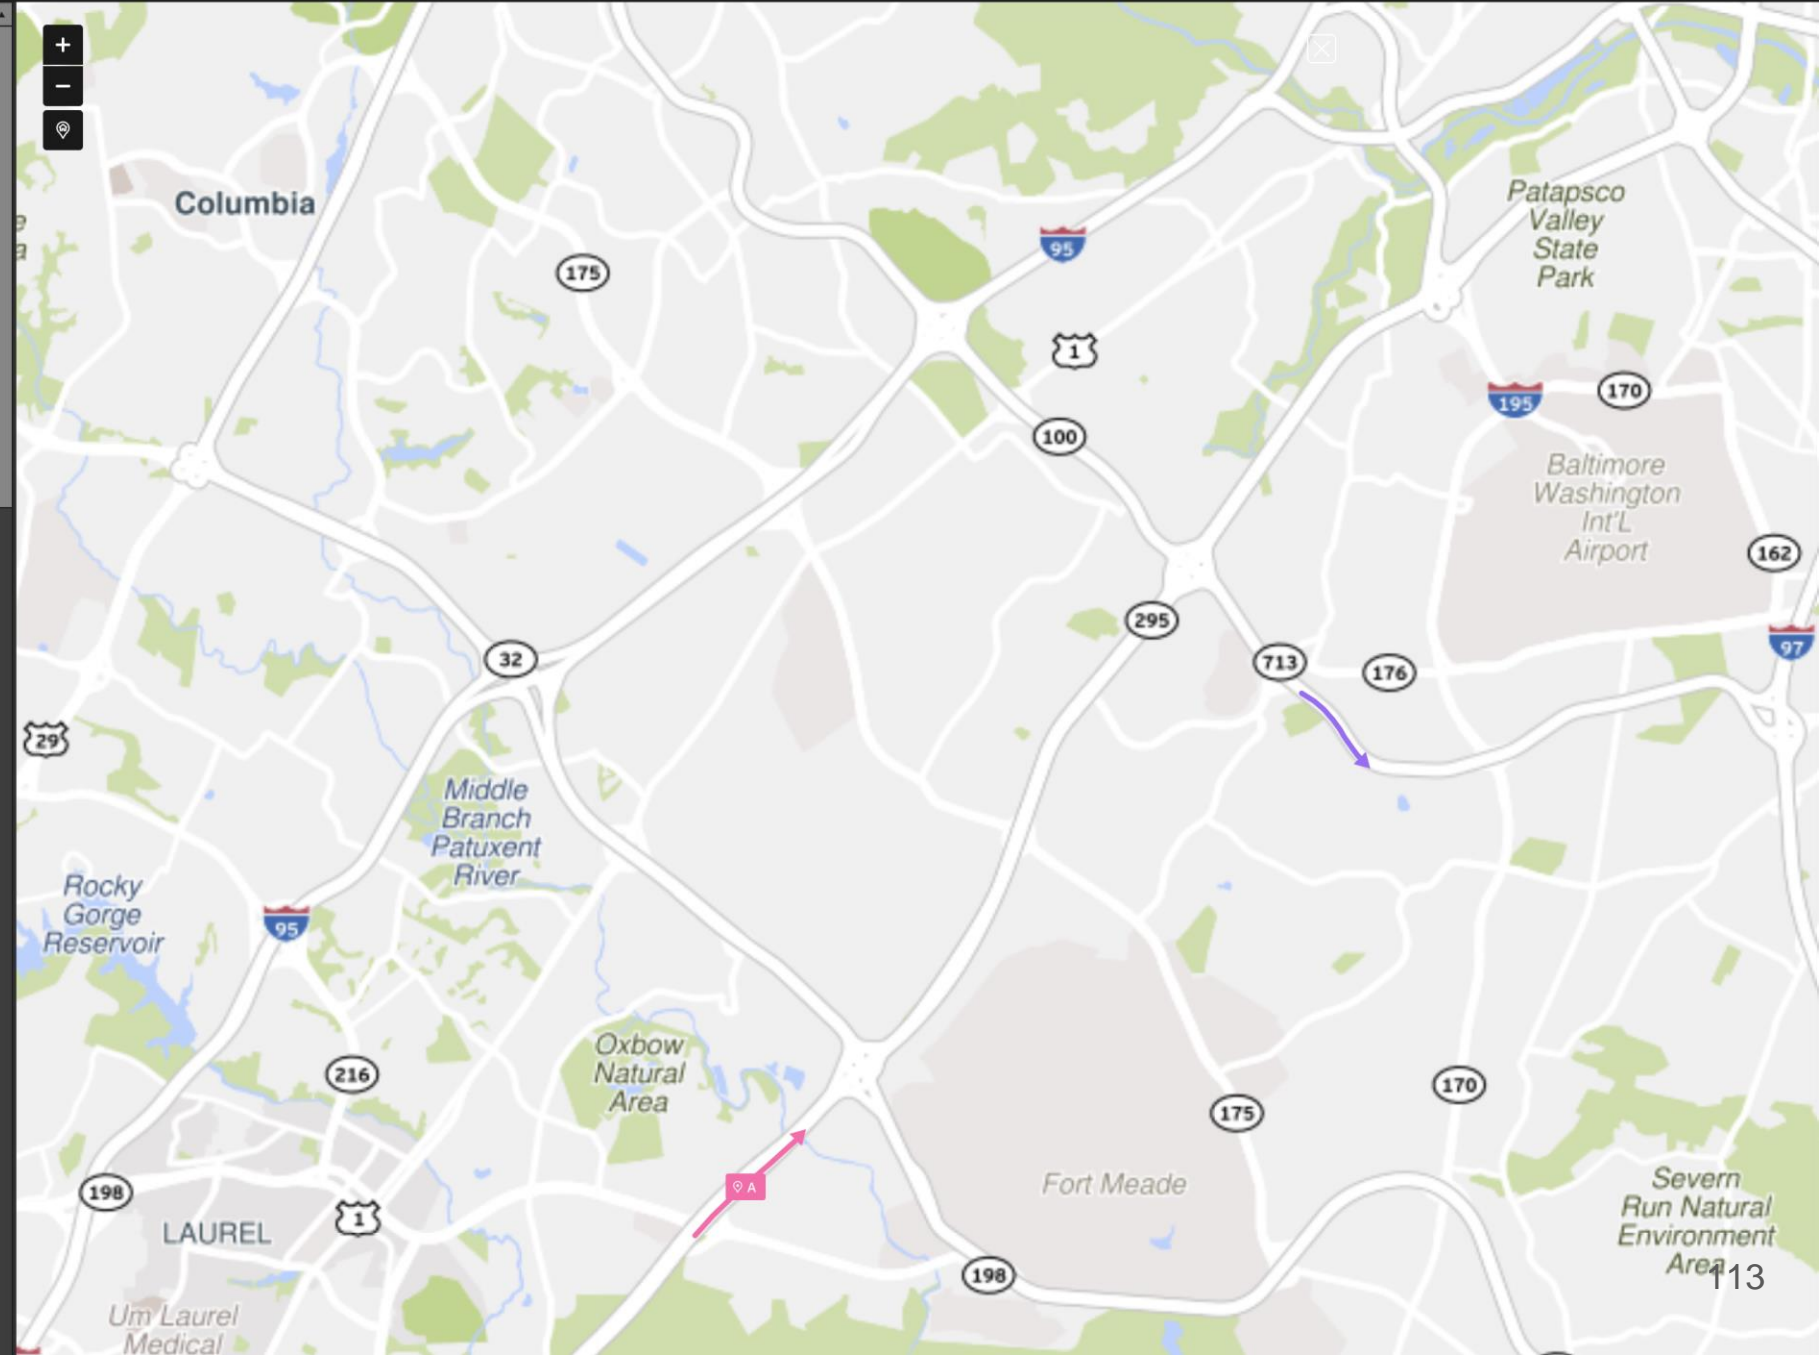 +
−
Columbia
e
a
175
95
Patapsco
Valley
State
Park
1
195
170
100
Baltimore
Washington
Int'L
Airport
162
295
32
713
176
97
29
Middle
Branch
Patuxent
River
Rocky
Gorge
Reservoir
95
Oxbow
Natural
Area
216
170
175
A
Fort Meade
198
1
LAUREL
198
Severn
Run Natural
Environment
Area
113
Um Laurel
Medical